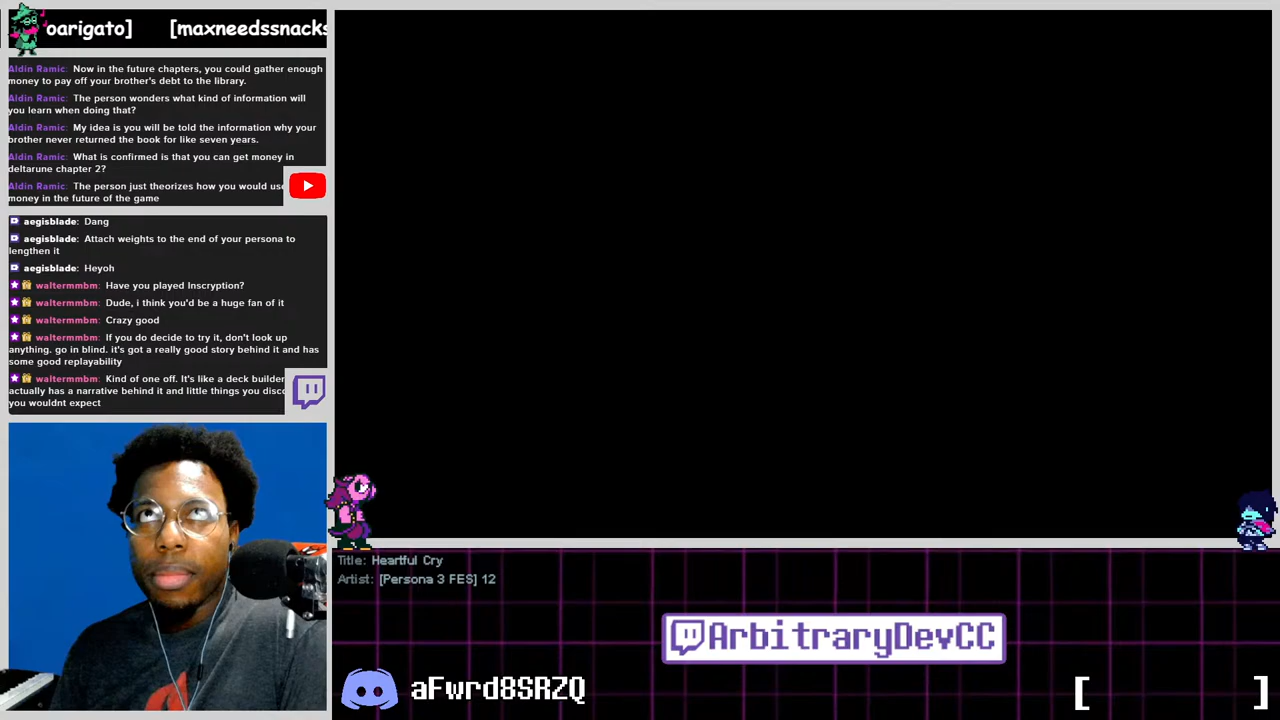 oarigato] [maxneedssnacks
Aldin Ramic: Now in the future chapters, you could gather enough
money to pay off your brother's debt to the library.
Aldin Ramic: The person wonders what kind of information will
you learn when doing that?
Aldin Ramic: My idea is you will be told the information why your
brother never returned the book for like seven years.
Aldin Ramic: What is confirmed is that you can get money in
deltarune chapter 2?
Aldin Ramic: The person just theorizes how you would use
money in the future of the game
aegisblade: Dang
aegisblade: Attach weights to the end of your persona to
lengthen it
aegisblade: Heyoh
waltermmbm: Have you played Inscryption?
waltermmbm: Dude, i think you'd be a huge fan of it
waltermmbm: Crazy good
waltermmbm: If you do decide to try it, don't look up
anything. go in blind. it's got a really good story behind it and has
some good replayability
waltermmbm: Kind of one off. It's like a deck builder
actually has a narrative behind it and little things you disc
you wouldnt expect
Title: Heartful Cry
Artist: [Persona 3 FES] 12
ArbitraryDevCC
aFwrd8SRZQ
[ ]